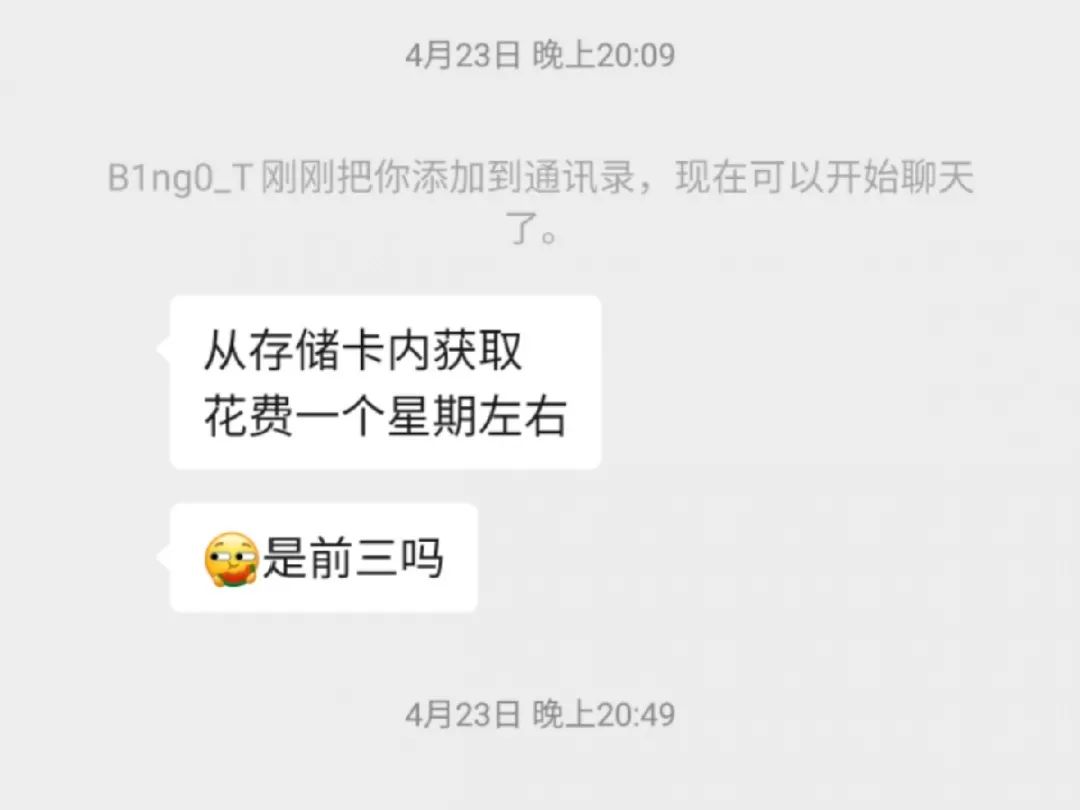 4月23日 晚上20:09
B1ng0_T 刚刚把你添加到通讯录，现在可以开始聊天
了。
从存储卡内获取
花费一个星期左右
是前三吗
4月23日 晚上20:49